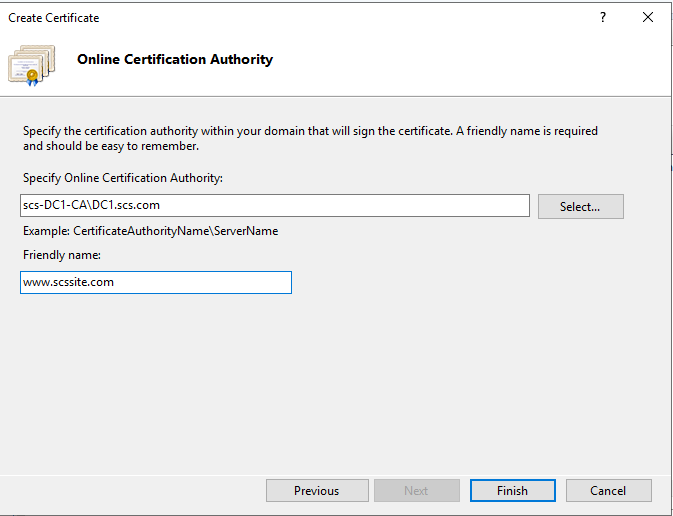 Create Certificate
?
Online Certification Authority
Specify the certification authority within your domain that will sign the certificate. A friendly name is required
and should be easy to remember.
Specify Online Certification Authority:
scs-DC1-CA\DC1.scs.com
Select...
Example: CertificateAuthorityName\ServerName
Friendly name:
www.scssite.com
Previous
Next
Finish
Cancel